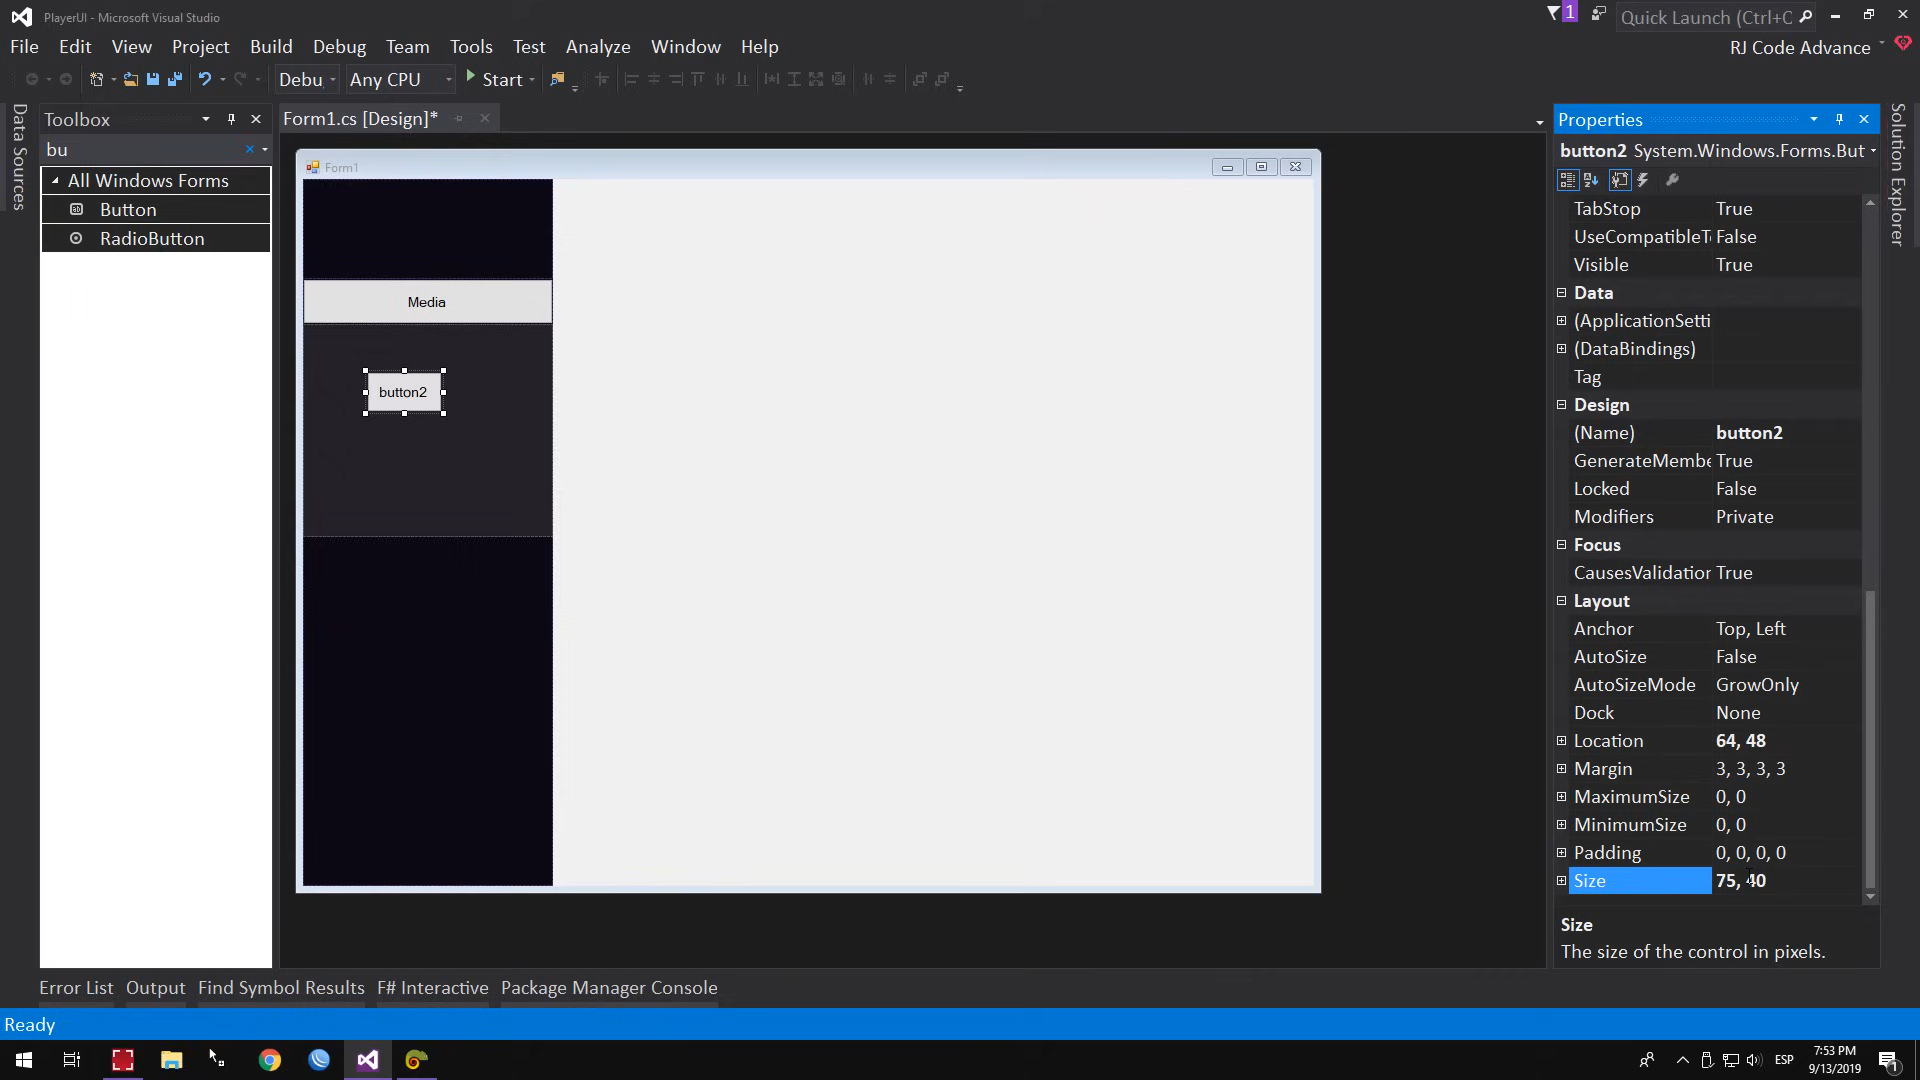 PlayerUI - Microsoft Visual Studio
1
Quick Launch (Ctrl+C
File Edit View Project Build Debug Team Tools Test Analyze Window Help
RJ Code Advance
Debu Any CPU Start
Data Sources
Toolbox
bu
All Windows Forms
Button
RadioButton
Form1.cs [Design]*
Form1
Media
button2
Properties
button2 System.Windows.Forms.But
TabStop True
UseCompatibleT False
Visible True
Data
(ApplicationSetti
(DataBindings)
Tag
Design
(Name) button2
GenerateMembe True
Locked False
Modifiers Private
Focus
CausesValidation True
Layout
Anchor Top, Left
AutoSize False
AutoSizeMode GrowOnly
Dock None
Location 64, 48
Margin 3, 3, 3, 3
MaximumSize 0, 0
MinimumSize 0, 0
Padding 0, 0, 0, 0
Size 75, 40
Size
The size of the control in pixels.
Solution Explorer
Error List Output Find Symbol Results F# Interactive Package Manager Console
Ready
ESP
7:53 PM
9/13/2019
1